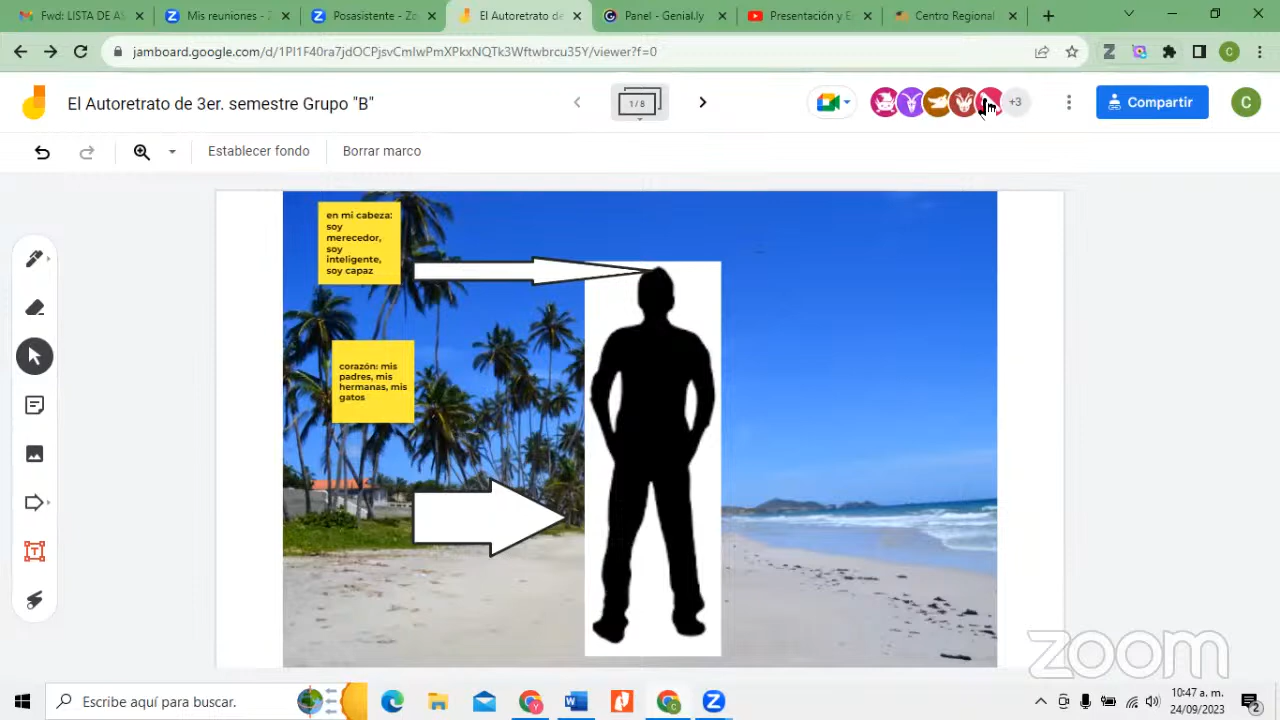 Fwd: LISTA DE AS
Mis reuniones - Z
Posasistente - Zo
El Autoretrato de
Panel - Genial.ly
Presentación y E
Centro Regional
jamboard.google.com/d/1Pl1F40ra7jdOCPjsvCmIwPmXPkxNQTk3Wftwbrcu35Y/viewer?f=0
C
El Autoretrato de 3er. semestre Grupo "B"
1/8
+3
Compartir
C
Establecer fondo
Borrar marco
en mi cabeza:
soy
merecedor,
soy
inteligente,
soy capaz
corazón: mis
padres, mis
hermanas, mis
gatos
zoom
Escribe aquí para buscar.
10:47 a. m.
24/09/2023
2